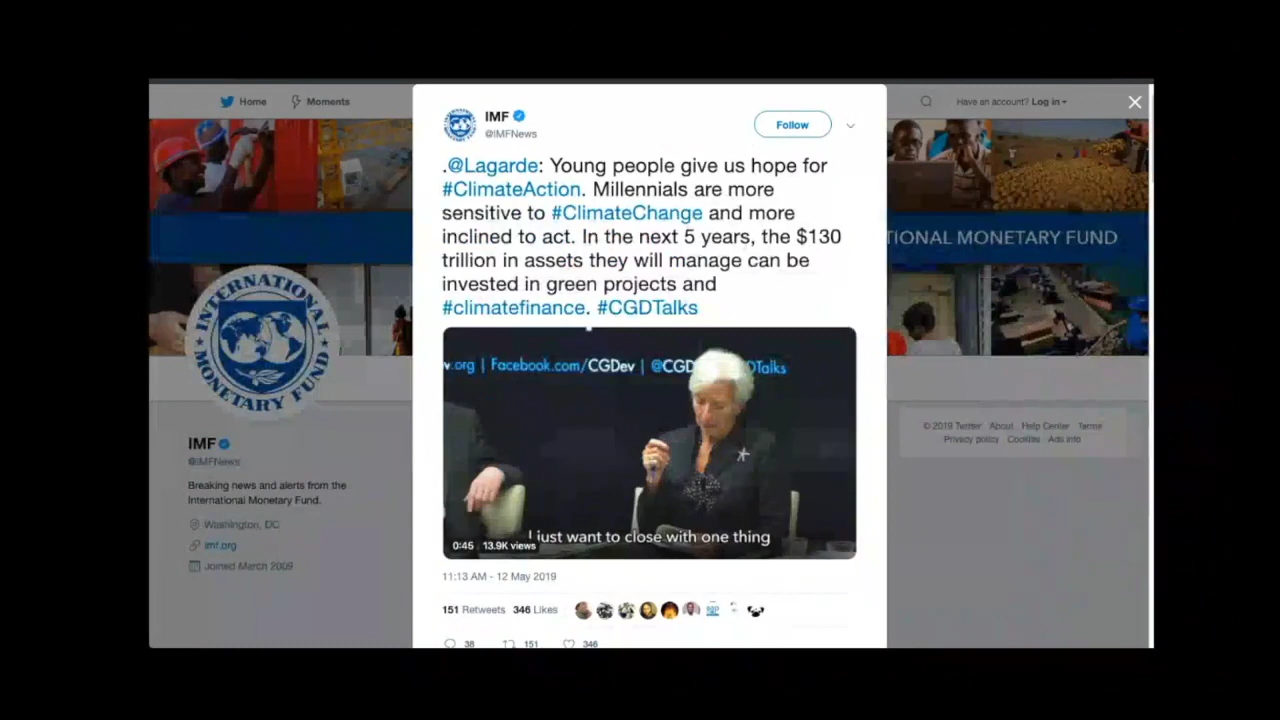 Home
Moments
Have an account? Log in
IMF
@IMFNews
Follow
.@Lagarde: Young people give us hope for
#ClimateAction. Millennials are more
sensitive to #ClimateChange and more
inclined to act. In the next 5 years, the $130
trillion in assets they will manage can be
invested in green projects and
#climatefinance. #CGDTalks
v.org | Facebook.com/CGDev | @CGD
Talks
I just want to close with one thing
0:45 13.9K views
11:13 AM - 12 May 2019
151 Retweets 346 Likes
38 151 346
TIONAL MONETARY FUND
INTERNATIONAL
MONETARY FUND
IMF
@IMFNews
Breaking news and alerts from the
International Monetary Fund.
Washington, DC
imf.org
Joined March 2009
© 2019 Twitter About Help Center Terms
Privacy policy Cookies Ads info